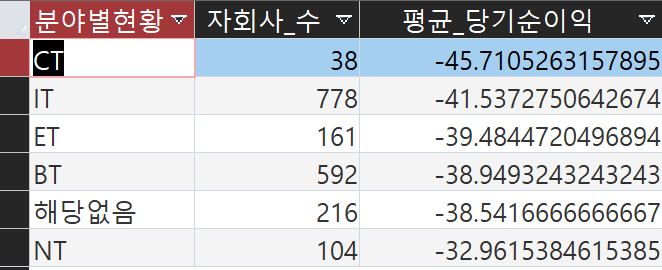 분야별현황 자회사_수 평균_당기순이익
CT 38 -45.7105263157895
IT 778 -41.5372750642674
ET 161 -39.4844720496894
BT 592 -38.9493243243243
해당없음 216 -38.5416666666667
NT 104 -32.9615384615385